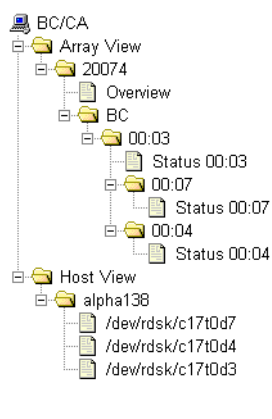 BC/CA
Array View
20074
Overview
BC
00:03
Status 00:03
00:07
Status 00:07
00:04
Status 00:04
Host View
alpha138
/dev/rdsk/c17t0d7
/dev/rdsk/c17t0d4
/dev/rdsk/c17t0d3